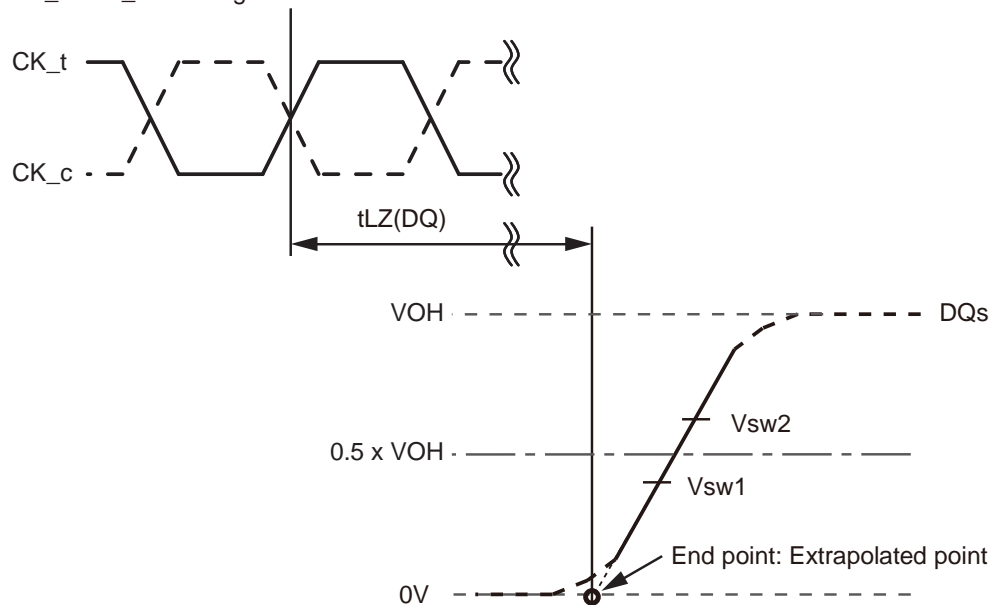 CK_t
CK_c
tLZ(DQ)
VOH
DQs
Vsw2
0.5 x VOH
Vsw1
End point: Extrapolated point
0V